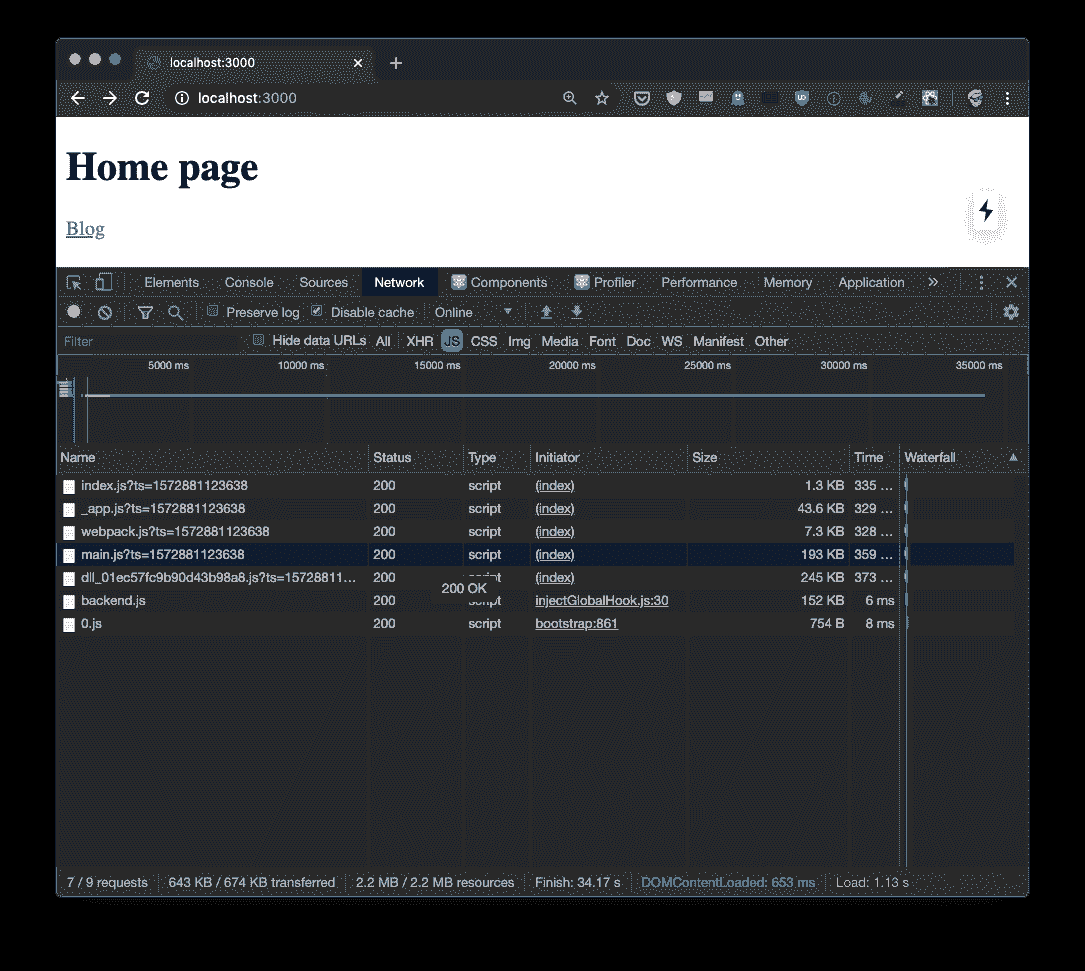 localhost:3000
localhost:3000
Home page
Blog
Elements Console Sources Network Components Profiler Performance Memory Application
Preserve log Disable cache Online
Filter Hide data URLs All XHR JS CSS Img Media Font Doc WS Manifest Other
5000 ms 10000 ms 15000 ms 20000 ms 25000 ms 30000 ms 35000 ms
Name Status Type Initiator Size Time Waterfall
index.js?ts=1572881123638 200 script (index) 1.3 KB 335 ...
_app.js?ts=1572881123638 200 script (index) 43.6 KB 329 ...
webpack.js?ts=1572881123638 200 script (index) 7.3 KB 328 ...
main.js?ts=1572881123638 200 script (index) 193 KB 359 ...
dll_01ec57fc9b90d43b98a8.js?ts=15728811... 200 script (index) 245 KB 373 ...
200 OK
backend.js 200 script injectGlobalHook.js:30 152 KB 6 ms
0.js 200 script bootstrap:861 754 B 8 ms
7 / 9 requests 643 KB / 674 KB transferred 2.2 MB / 2.2 MB resources Finish: 34.17 s DOMContentLoaded: 653 ms Load: 1.13 s